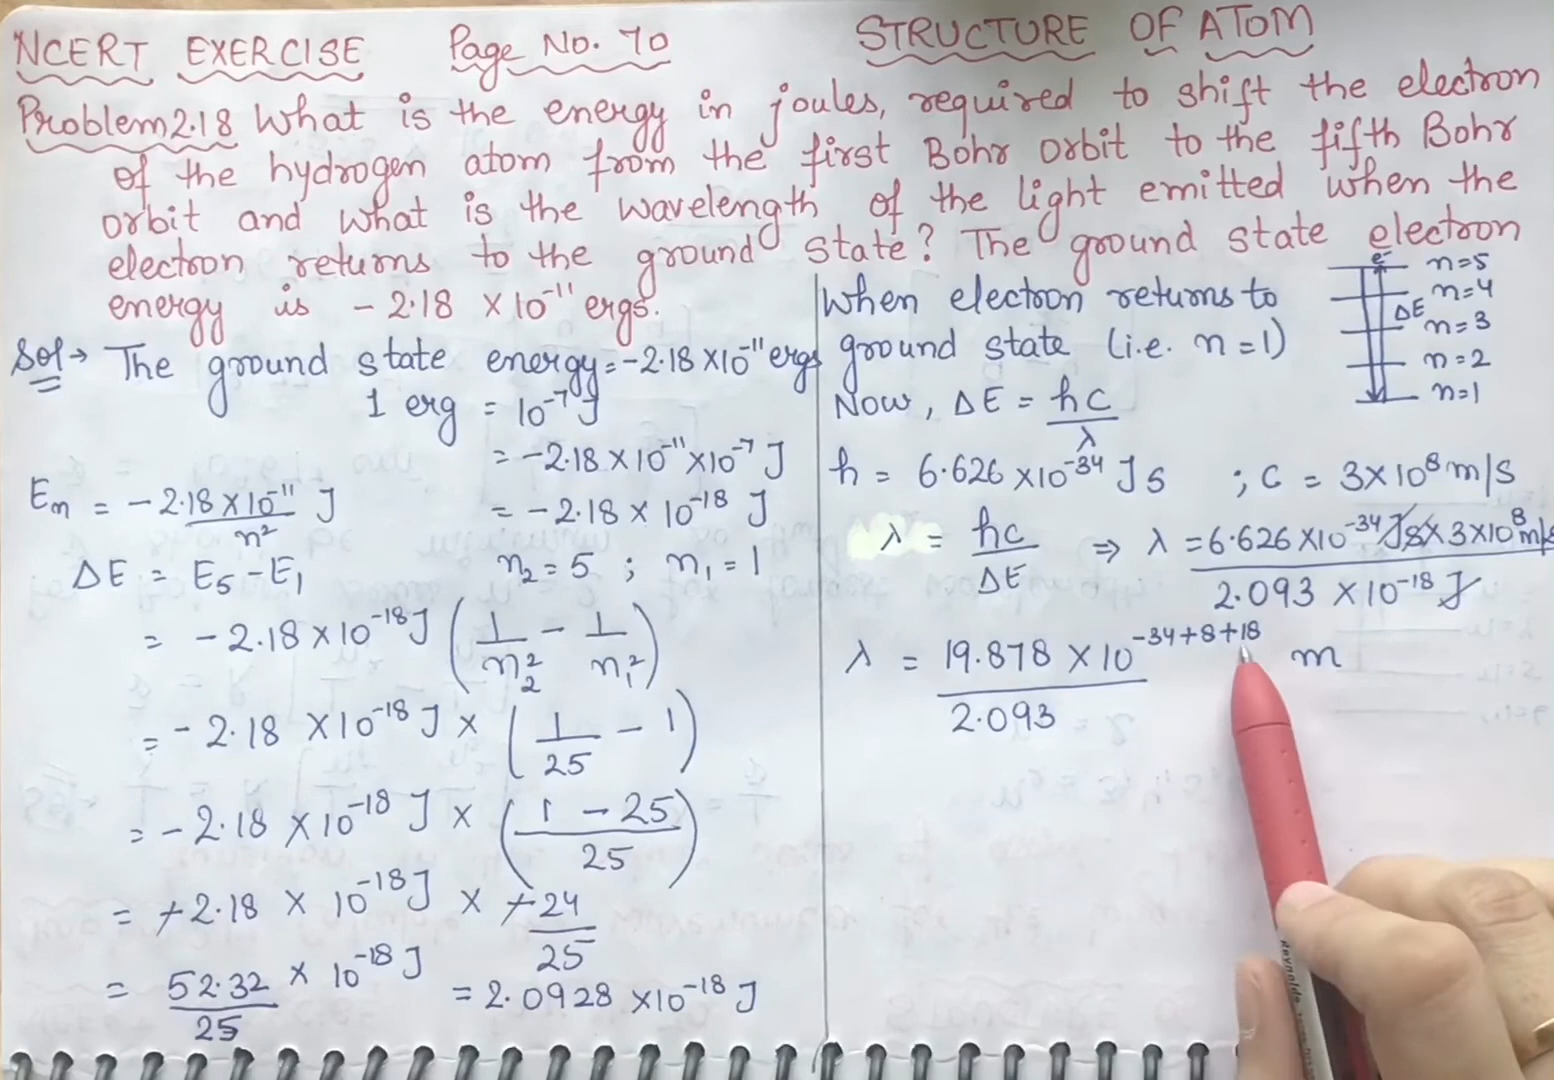 NCERT EXERCISE Page No. 70 STRUCTURE OF ATOM
Problem 2.18 What is the energy in joules, required to shift the electron
of the hydrogen atom from the first Bohr orbit to the fifth Bohr
orbit and what is the wavelength of the light emitted when the
electron returns to the ground state? The ground state electron
energy is - 2.18 × 10⁻¹¹ ergs.
Sol→ The ground state energy = -2.18 × 10⁻¹¹ ergs
1 erg = 10⁻⁷ J
= -2.18 × 10⁻¹¹ × 10⁻⁷ J
Eₙ = -2.18 × 10⁻¹¹ / n² J
= -2.18 × 10⁻¹⁸ J
ΔE = E₅ - E₁ n₂ = 5 ; n₁ = 1
= -2.18 × 10⁻¹⁸ J (1/n₂² - 1/n₁²)
= -2.18 × 10⁻¹⁸ J × (1/25 - 1)
= -2.18 × 10⁻¹⁸ J × (1 - 25 / 25)
= +2.18 × 10⁻¹⁸ J × +24/25
= 52.32/25 × 10⁻¹⁸ J = 2.0928 × 10⁻¹⁸ J
When electron returns to
ground state (i.e. n = 1)
Now, ΔE = hc/λ
h = 6.626 × 10⁻³⁴ Js ; c = 3 × 10⁸ m/s
λ = hc/ΔE ⇒ λ = 6.626 × 10⁻³⁴ Js × 3 × 10⁸ m/s / 2.093 × 10⁻¹⁸ J
λ = 19.878 × 10⁻³⁴⁺⁸⁺¹⁸ / 2.093 m
e⁻ n=5
n=4
ΔE n=3
n=2
n=1